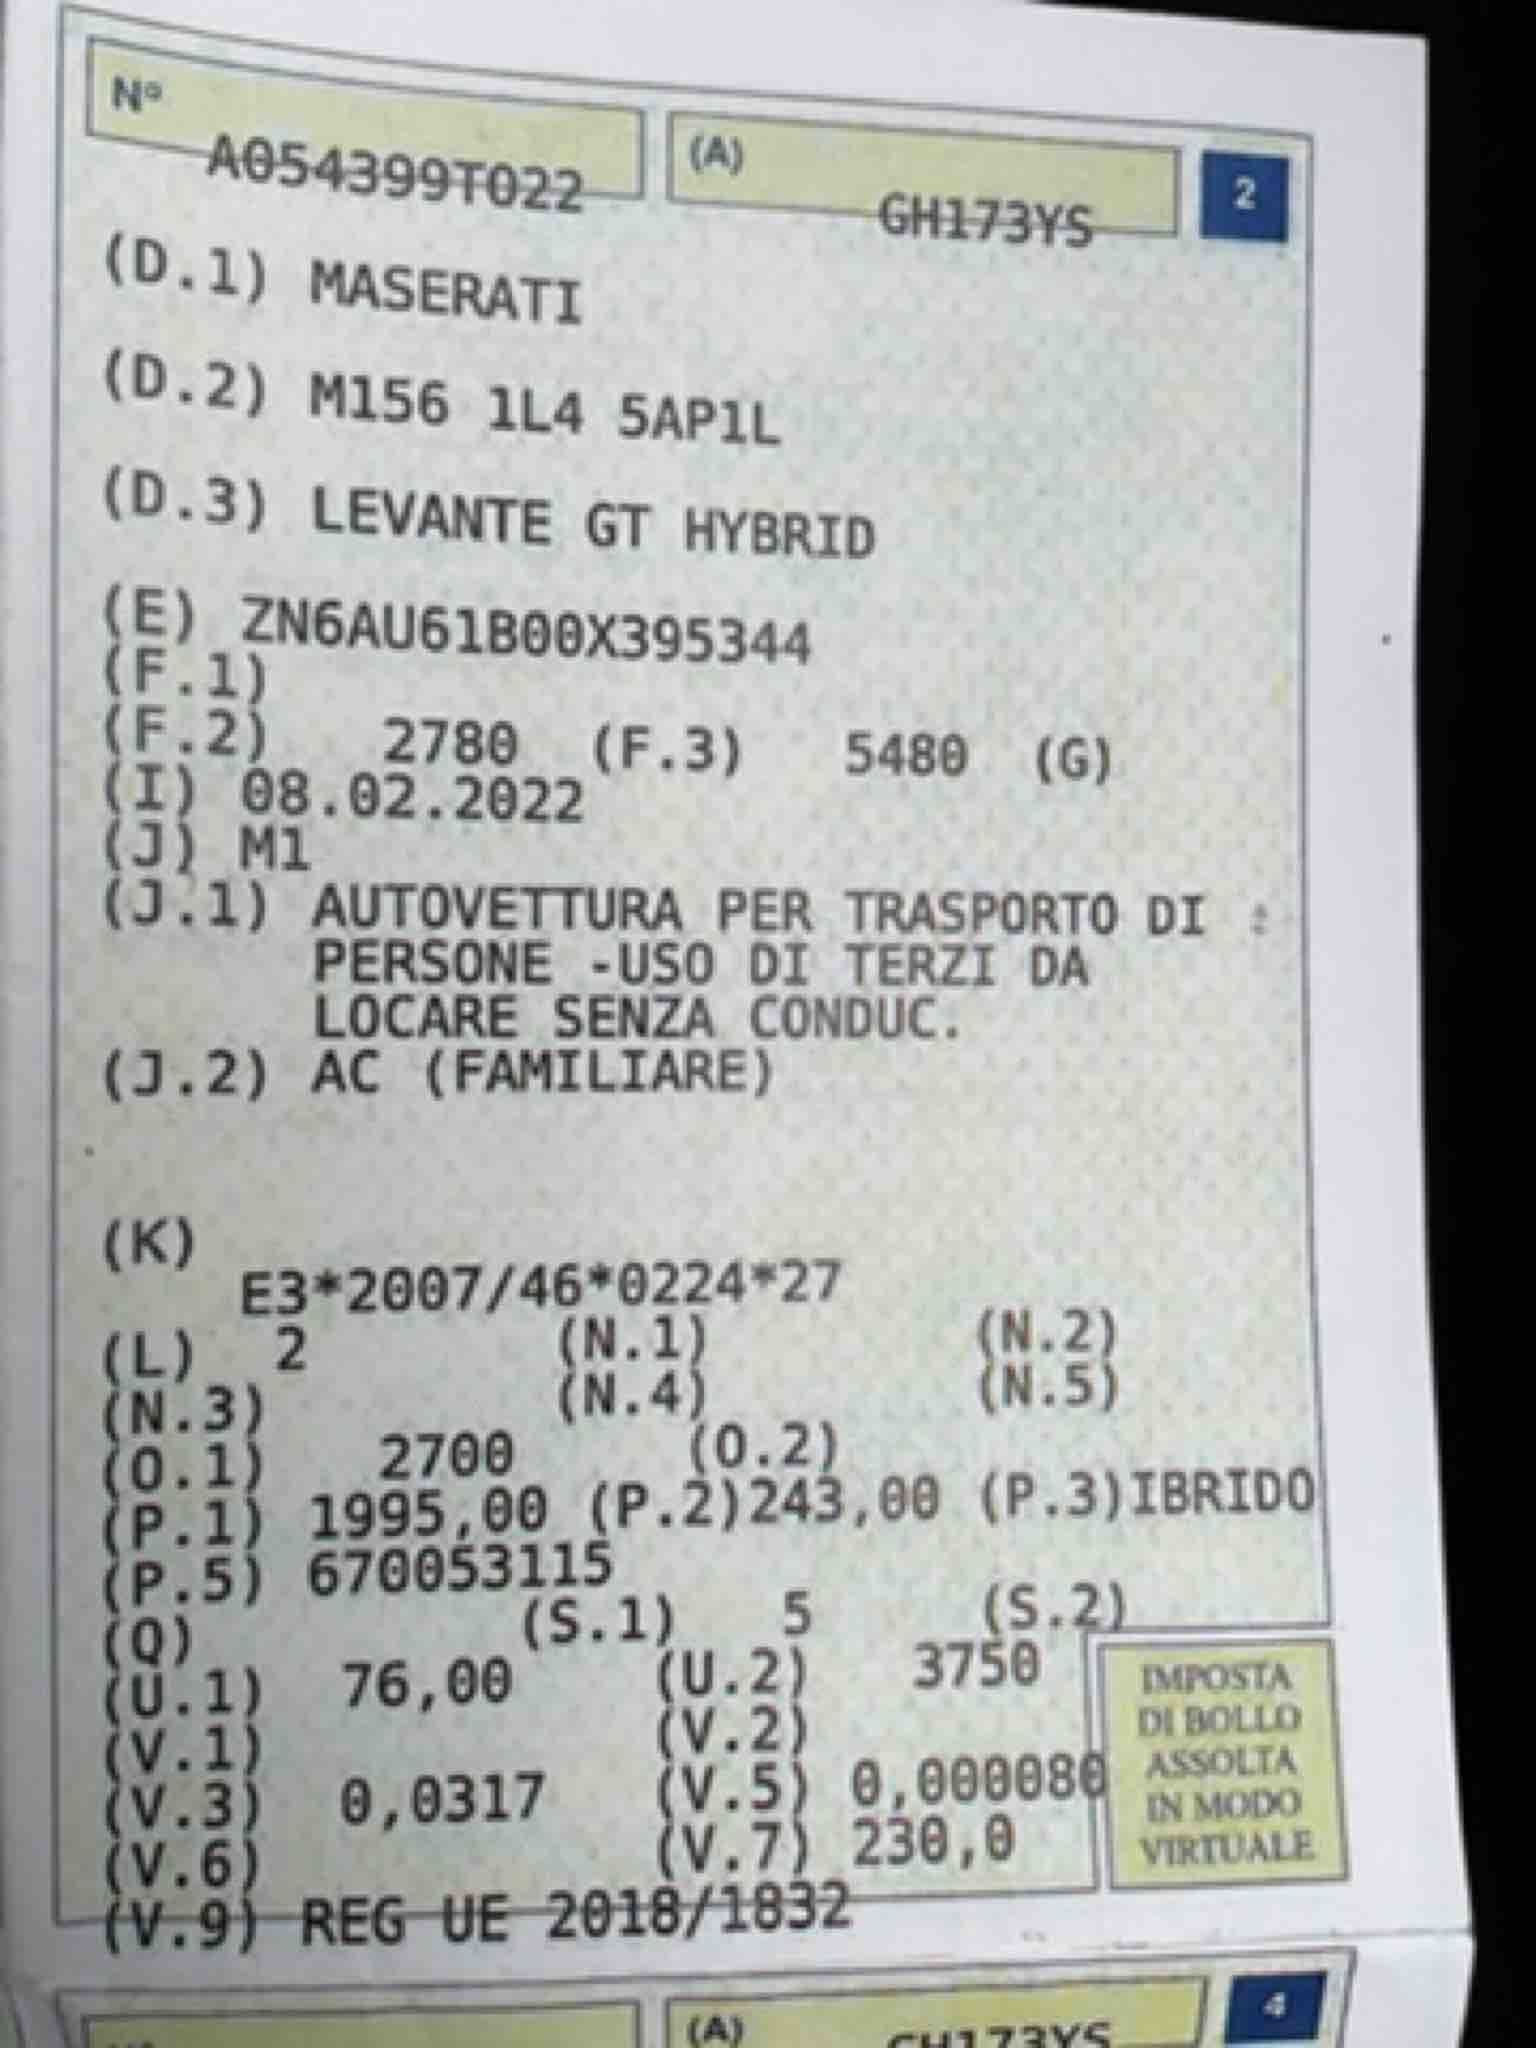 N°
A054399T022
(A)
GH173YS
2
(D.1) MASERATI
(D.2) M156 1L4 5AP1L
(D.3) LEVANTE GT HYBRID
(E) ZN6AU61B00X395344
(F.1)
(F.2) 2780 (F.3) 5480 (G)
(I) 08.02.2022
(J) M1
(J.1) AUTOVETTURA PER TRASPORTO DI
PERSONE -USO DI TERZI DA
LOCARE SENZA CONDUC.
(J.2) AC (FAMILIARE)
(K)
E3*2007/46*0224*27
(L) 2 (N.1) (N.2)
(N.3) (N.4) (N.5)
(O.1) 2700 (O.2)
(P.1) 1995,00 (P.2)243,00 (P.3)IBRIDO
(P.5) 670053115
(Q) (S.1) 5 (S.2)
(U.1) 76,00 (U.2) 3750
(V.1) (V.2)
(V.3) 0,0317 (V.5) 0,000080
(V.6) (V.7) 230,0
(V.9) REG UE 2018/1832
IMPOSTA
DI BOLLO
ASSOLTA
IN MODO
VIRTUALE
(A)
GH173YS
4